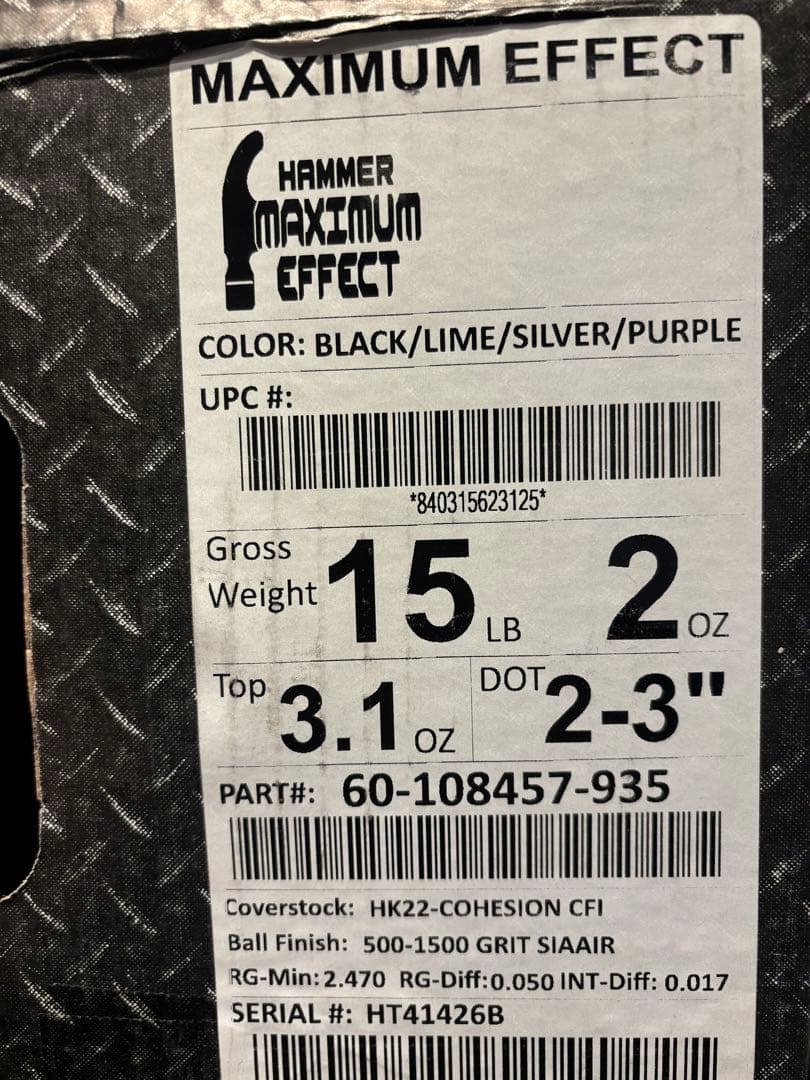 MAXIMUM EFFECT
HAMMER
MAXIMUM
EFFECT
COLOR: BLACK/LIME/SILVER/PURPLE
UPC #:
*840315623125*
Gross Weight 15 LB 2 OZ
Top 3.1 OZ DOT 2-3"
PART#: 60-108457-935
Coverstock: HK22-COHESION CFI
Ball Finish: 500-1500 GRIT SIAAIR
RG-Min: 2.470 RG-Diff: 0.050 INT-Diff: 0.017
SERIAL #: HT41426B